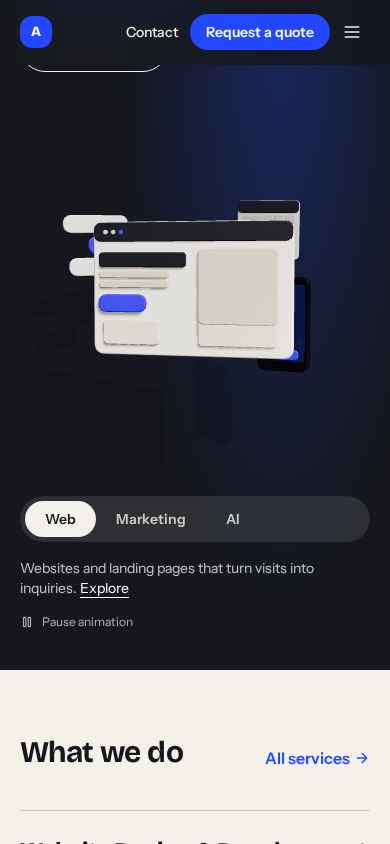 A
Contact
Request a quote
Web
Marketing
AI
Websites and landing pages that turn visits into
inquiries. Explore
Pause animation
What we do
All services →